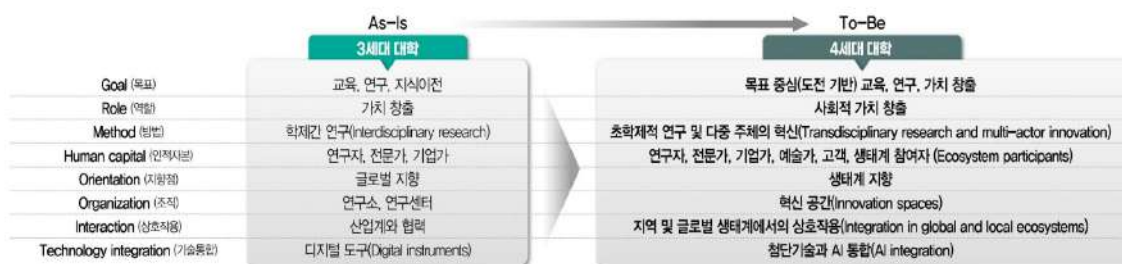 As-Is To-Be
3세대 대학 4세대 대학
Goal (목표) 교육, 연구, 지식이전 목표 중심(도전 기반) 교육, 연구, 가치 창출
Role (역할) 가치 창출 사회적 가치 창출
Method (방법) 학제간 연구(Interdisciplinary research) 초학제적 연구 및 다중 주체의 혁신(Transdisciplinary research and multi-actor innovation)
Human capital (인적자본) 연구자, 전문가, 기업가 연구자, 전문가, 기업가, 예술가, 고객, 생태계 참여자 (Ecosystem participants)
Orientation (지향점) 글로벌 지향 생태계 지향
Organization (조직) 연구소, 연구센터 혁신 공간(Innovation spaces)
Interaction (상호작용) 산업계와 협력 지역 및 글로벌 생태계에서의 상호작용(Integration in global and local ecosystems)
Technology integration (기술통합) 디지털 도구(Digital instruments) 첨단기술과 AI 통합(AI integration)